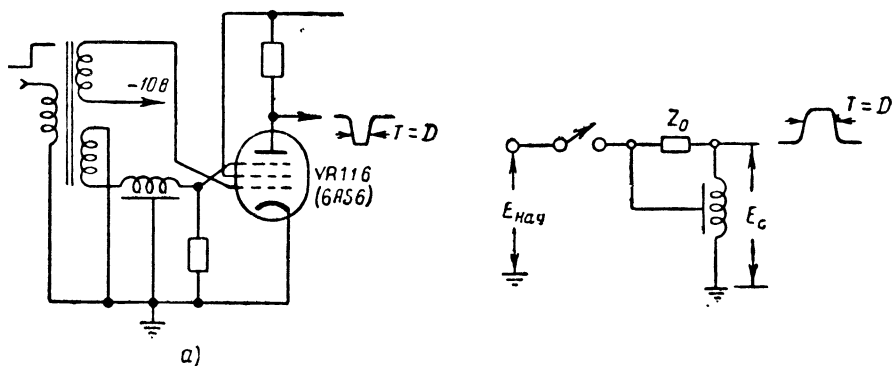 -10В
VR116
(6AS6)
T = D
а)
Eнач
Z₀
Ec
T = D